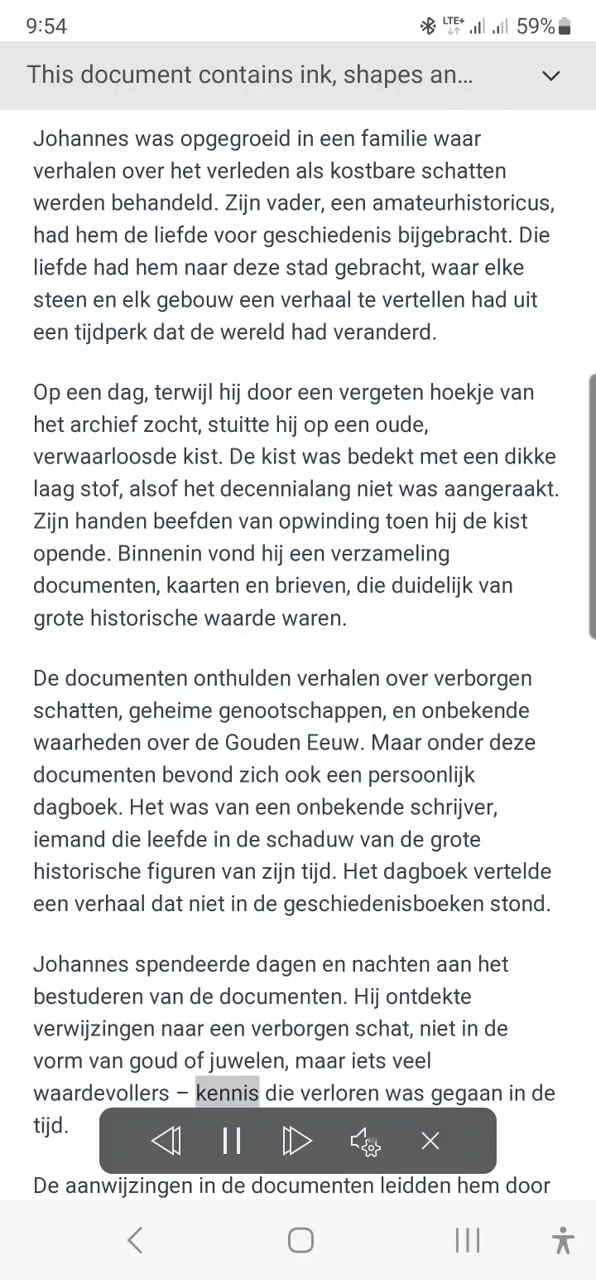 9:54
LTE+
59%
This document contains ink, shapes an...
Johannes was opgegroeid in een familie waar
verhalen over het verleden als kostbare schatten
werden behandeld. Zijn vader, een amateurhistoricus,
had hem de liefde voor geschiedenis bijgebracht. Die
liefde had hem naar deze stad gebracht, waar elke
steen en elk gebouw een verhaal te vertellen had uit
een tijdperk dat de wereld had veranderd.
Op een dag, terwijl hij door een vergeten hoekje van
het archief zocht, stuitte hij op een oude,
verwaarloosde kist. De kist was bedekt met een dikke
laag stof, alsof het decennialang niet was aangeraakt.
Zijn handen beefden van opwinding toen hij de kist
opende. Binnenin vond hij een verzameling
documenten, kaarten en brieven, die duidelijk van
grote historische waarde waren.
De documenten onthulden verhalen over verborgen
schatten, geheime genootschappen, en onbekende
waarheden over de Gouden Eeuw. Maar onder deze
documenten bevond zich ook een persoonlijk
dagboek. Het was van een onbekende schrijver,
iemand die leefde in de schaduw van de grote
historische figuren van zijn tijd. Het dagboek vertelde
een verhaal dat niet in de geschiedenisboeken stond.
Johannes spendeerde dagen en nachten aan het
bestuderen van de documenten. Hij ontdekte
verwijzingen naar een verborgen schat, niet in de
vorm van goud of juwelen, maar iets veel
waardevollers – kennis die verloren was gegaan in de
tijd.
De aanwijzingen in de documenten leidden hem door